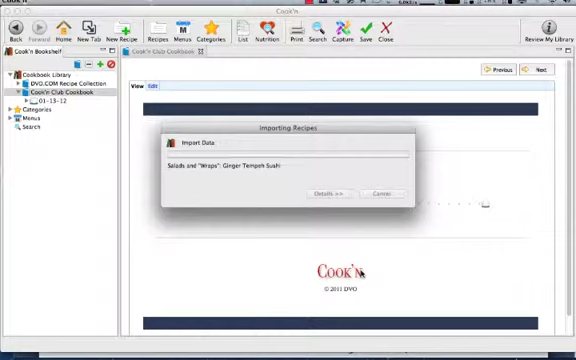 Cook'n
Back
Forward
Home
New Tab
New Recipe
Recipes
Menus
Categories
List
Nutrition
Print
Search
Capture
Save
Close
Review My Library
Cook'n Bookshelf
Cook'n Club Cookbook
Cookbook Library
DVO.COM Recipe Collection
Cook'n Club Cookbook
01-13-12
Categories
Menus
Search
Previous
Next
View Edit
Importing Recipes
Import Data
Salads and "Wraps": Ginger Tempeh Sushi
Details >>
Cancel
Cook'n
© 2011 DVO